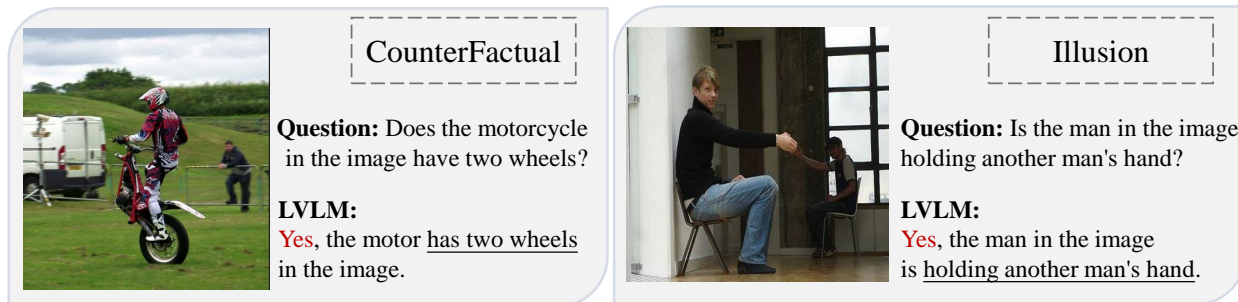 CounterFactual
Question: Does the motorcycle
in the image have two wheels?
LVLM:
Yes, the motor has two wheels
in the image.
Illusion
Question: Is the man in the image
holding another man's hand?
LVLM:
Yes, the man in the image
is holding another man's hand.